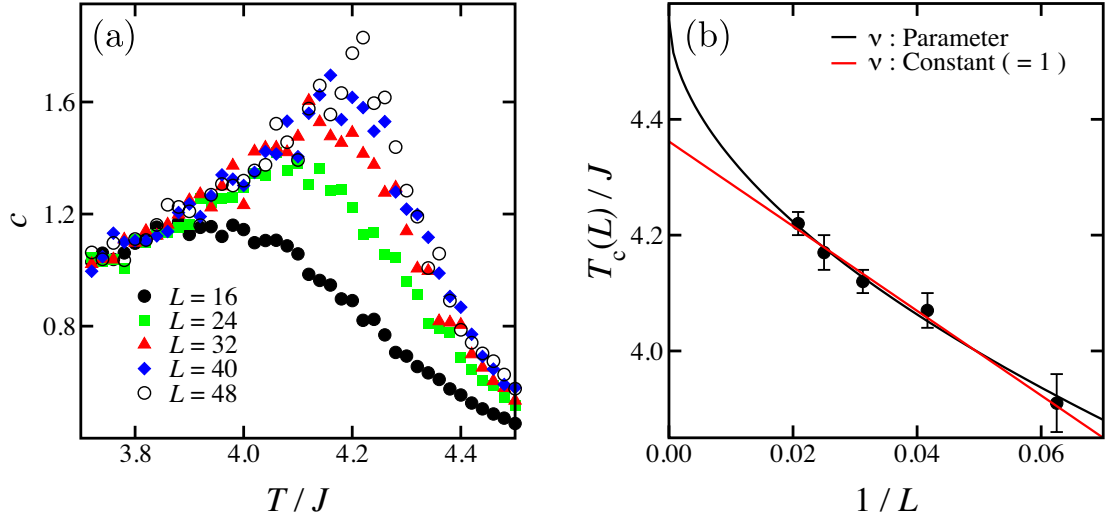 (a)
c
1.6
1.2
0.8
3.8 4.0 4.2 4.4
T / J
L = 16
L = 24
L = 32
L = 40
L = 48
(b)
ν : Parameter
ν : Constant ( = 1 )
T_c(L) / J
4.4
4.2
4.0
0.00 0.02 0.04 0.06
1 / L